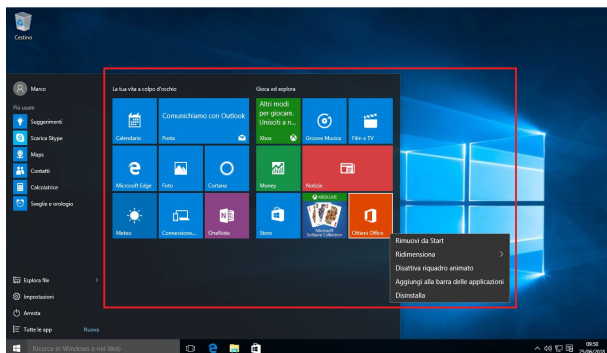 Cestino
Marco
Più usate
Suggerimenti
Scarica Skype
Maps
Contatti
Calcolatrice
Sveglie e orologio
Esplora file
Impostazioni
Arresta
Tutte le app
Nuova
La tua vita a colpo d'occhio
Calendario
Comunichiamo con Outlook
Posta
Microsoft Edge
Foto
Cortana
Meteo
Connessione...
OneNote
Gioca ed esplora
Altri modi
per giocare.
Unisciti a n...
Xbox
Groove Musica
Film e TV
Money
Notizie
Store
XBOX LIVE
Microsoft
Solitaire Collection
Ottieni Office
Rimuovi da Start
Ridimensiona
Disattiva riquadro animato
Aggiungi alla barra delle applicazioni
Disinstalla
Ricerca in Windows e nel Web
09:50
25/06/2018